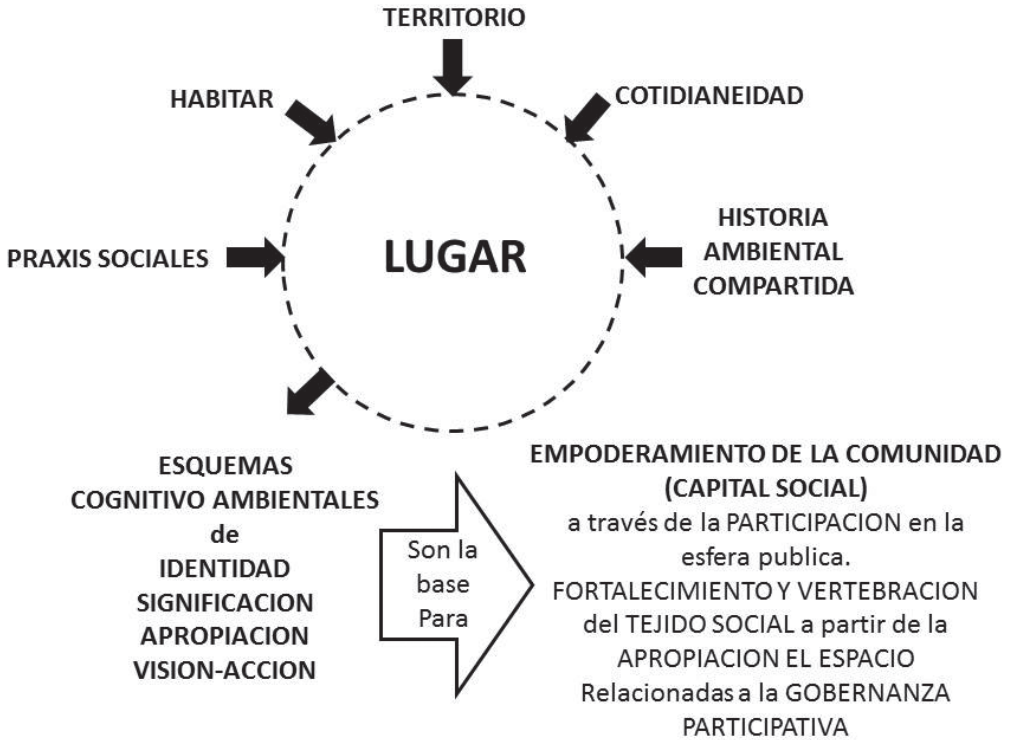 TERRITORIO
HABITAR
COTIDIANEIDAD
PRAXIS SOCIALES
LUGAR
HISTORIA
AMBIENTAL
COMPARTIDA
ESQUEMAS
COGNITIVO AMBIENTALES
de
IDENTIDAD
SIGNIFICACION
APROPIACION
VISION-ACCION
Son la
base
Para
EMPODERAMIENTO DE LA COMUNIDAD
(CAPITAL SOCIAL)
a través de la PARTICIPACION en la
esfera publica.
FORTALECIMIENTO Y VERTEBRACION
del TEJIDO SOCIAL a partir de la
APROPIACION EL ESPACIO
Relacionadas a la GOBERNANZA
PARTICIPATIVA